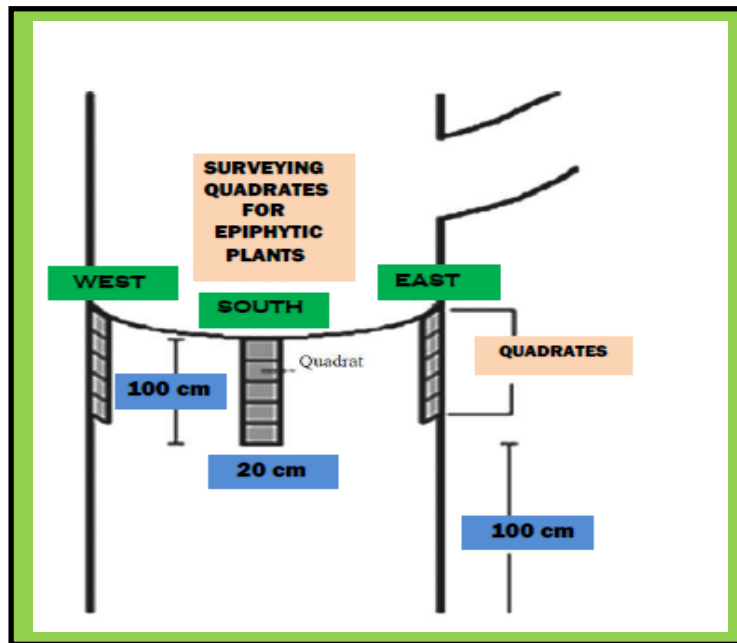 SURVEYING
QUADRATES
FOR
EPIPHYTIC
PLANTS
WEST
EAST
SOUTH
QUADRATES
Quadrat
100 cm
20 cm
100 cm